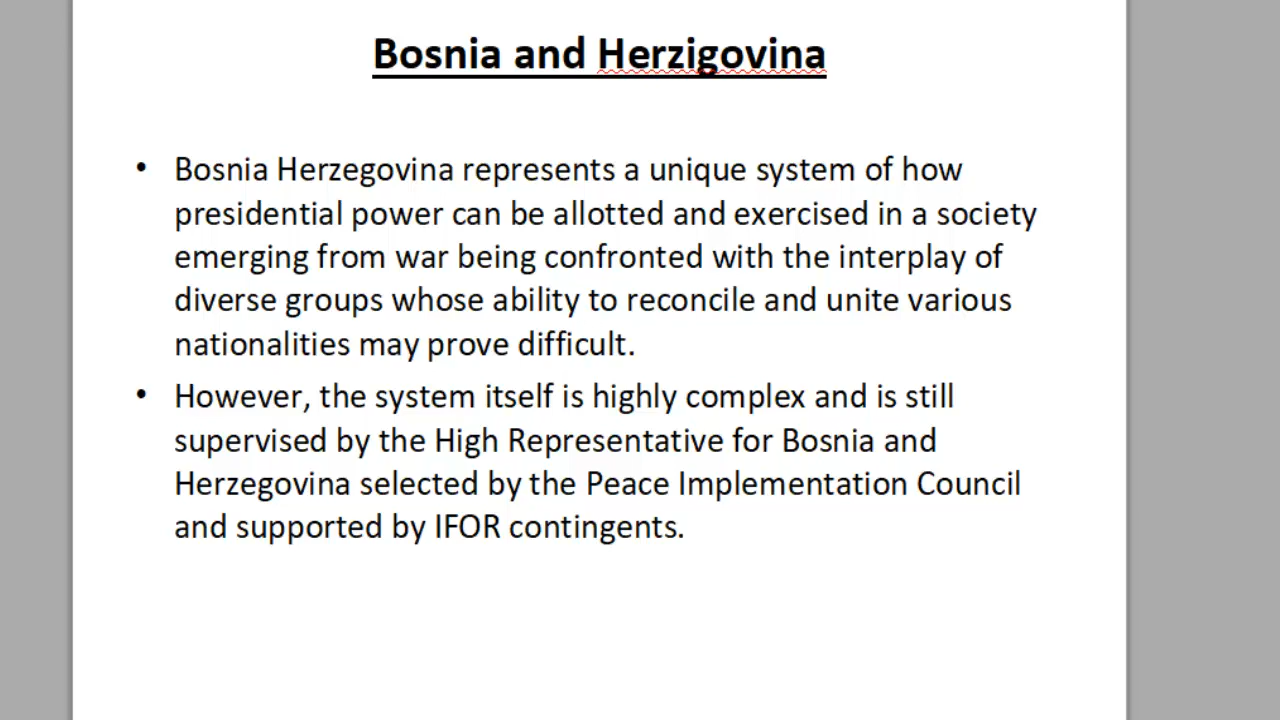 Bosnia and Herzigovina
• Bosnia Herzegovina represents a unique system of how
presidential power can be allotted and exercised in a society
emerging from war being confronted with the interplay of
diverse groups whose ability to reconcile and unite various
nationalities may prove difficult.
• However, the system itself is highly complex and is still
supervised by the High Representative for Bosnia and
Herzegovina selected by the Peace Implementation Council
and supported by IFOR contingents.